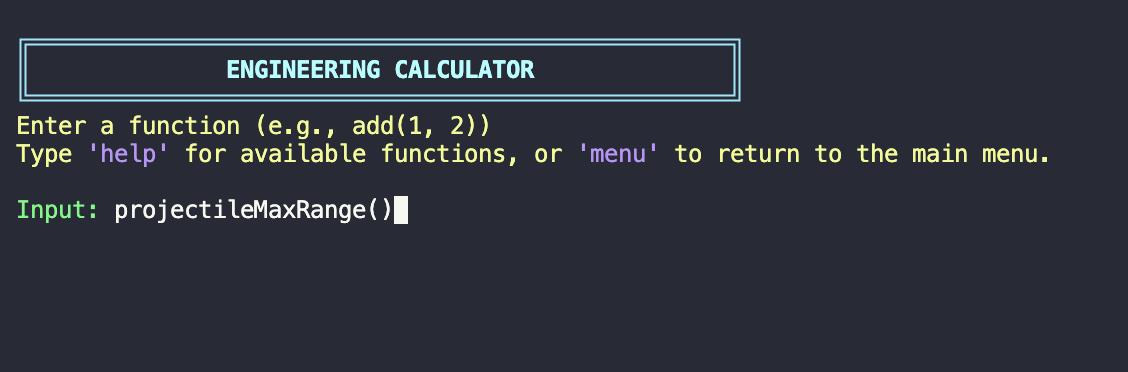 ENGINEERING CALCULATOR
Enter a function (e.g., add(1, 2))
Type 'help' for available functions, or 'menu' to return to the main menu.
Input: projectileMaxRange()